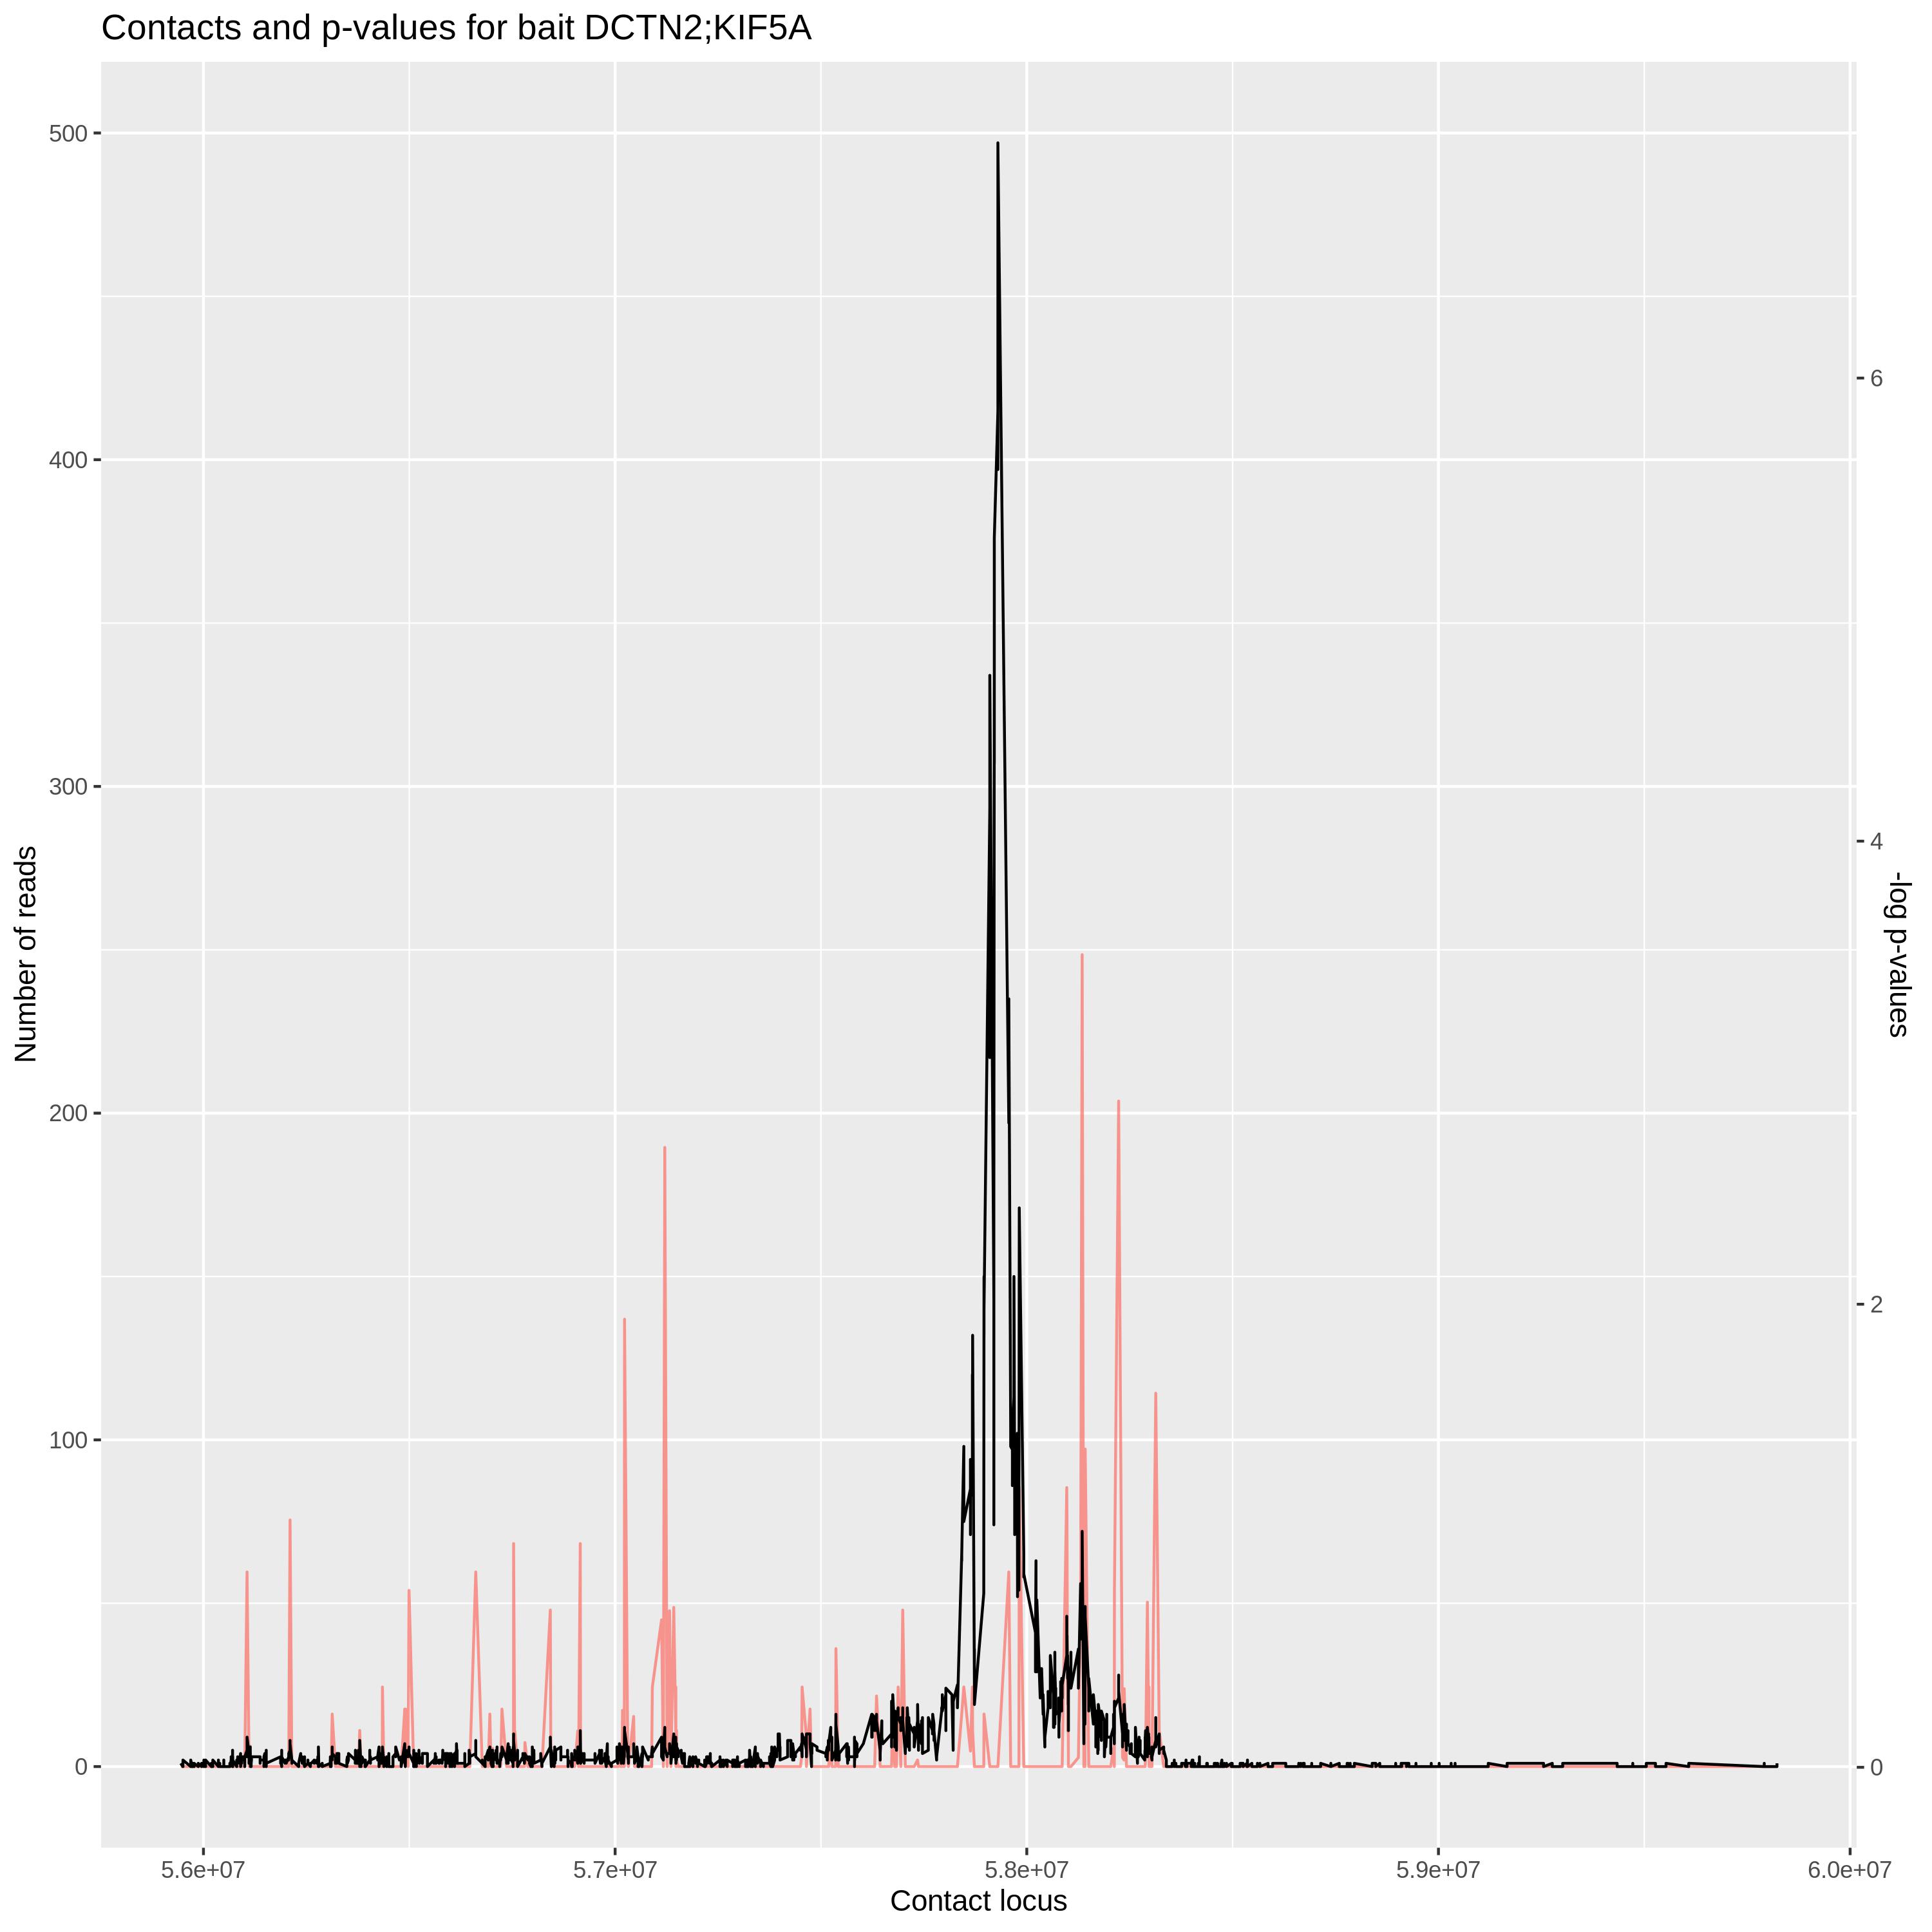 Contacts and p-values for bait DCTN2;KIF5A
500
400
300
200
100
0
Number of reads
6
4
2
0
-log p-values
5.6e+07 5.7e+07 5.8e+07 5.9e+07 6.0e+07
Contact locus